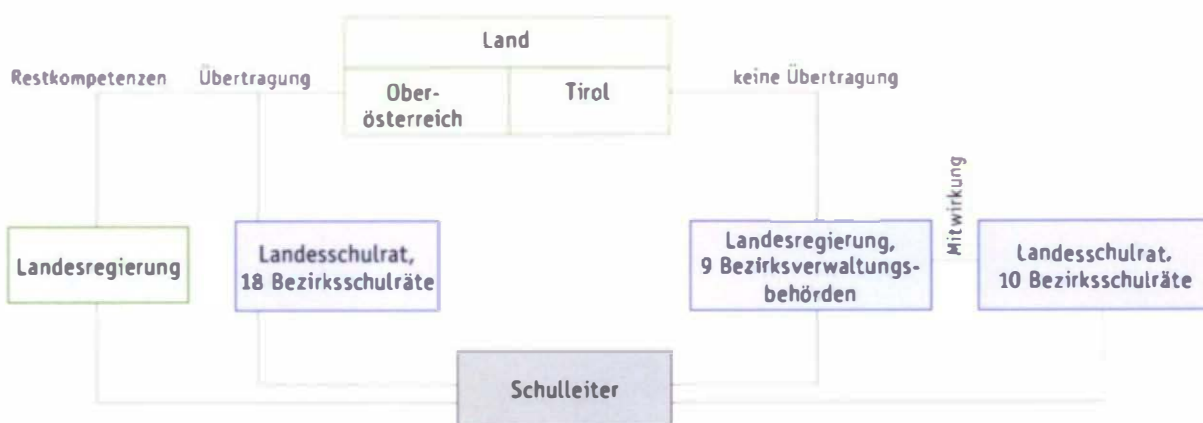 Land
Restkompetenzen
Übertragung
Ober-
österreich
Tirol
keine Übertragung
Mitwirkung
Landesregierung
Landesschulrat,
18 Bezirksschulräte
Landesregierung,
9 Bezirksverwaltungs-
behörden
Landesschulrat,
10 Bezirksschulräte
Schulleiter